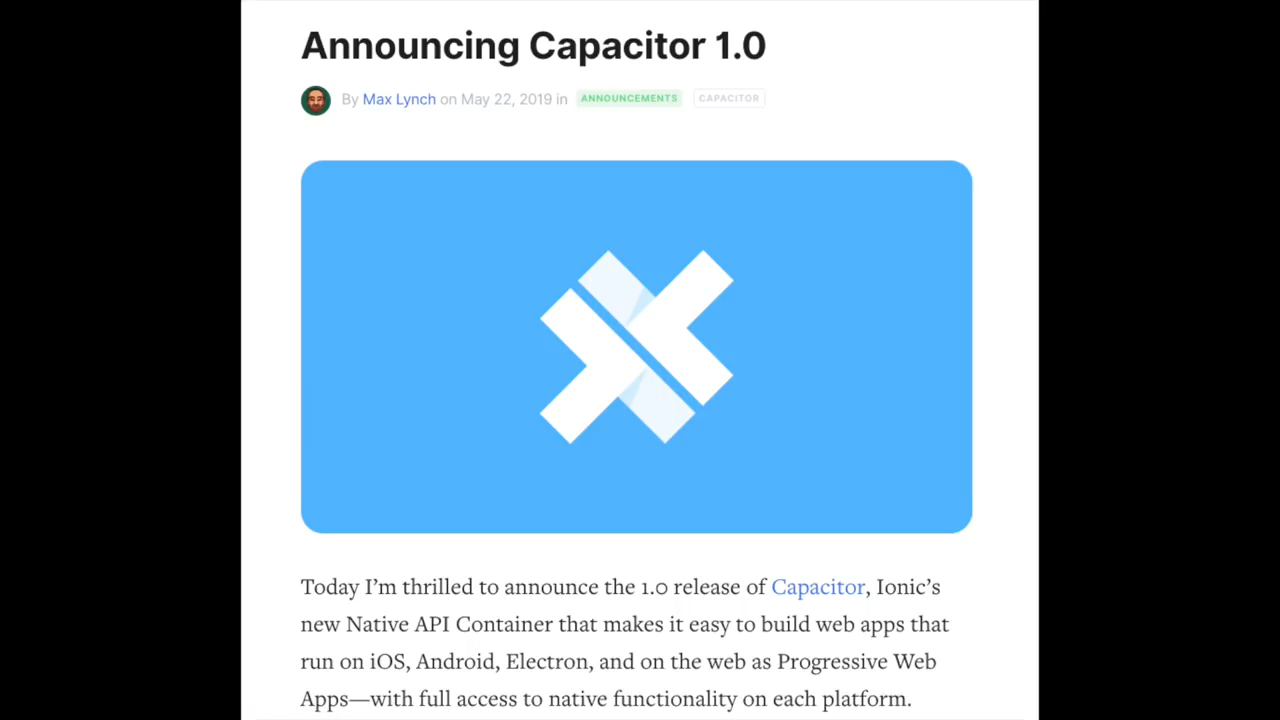 Announcing Capacitor 1.0
By Max Lynch on May 22, 2019 in ANNOUNCEMENTS CAPACITOR
Today I’m thrilled to announce the 1.0 release of Capacitor, Ionic’s
new Native API Container that makes it easy to build web apps that
run on iOS, Android, Electron, and on the web as Progressive Web
Apps—with full access to native functionality on each platform.